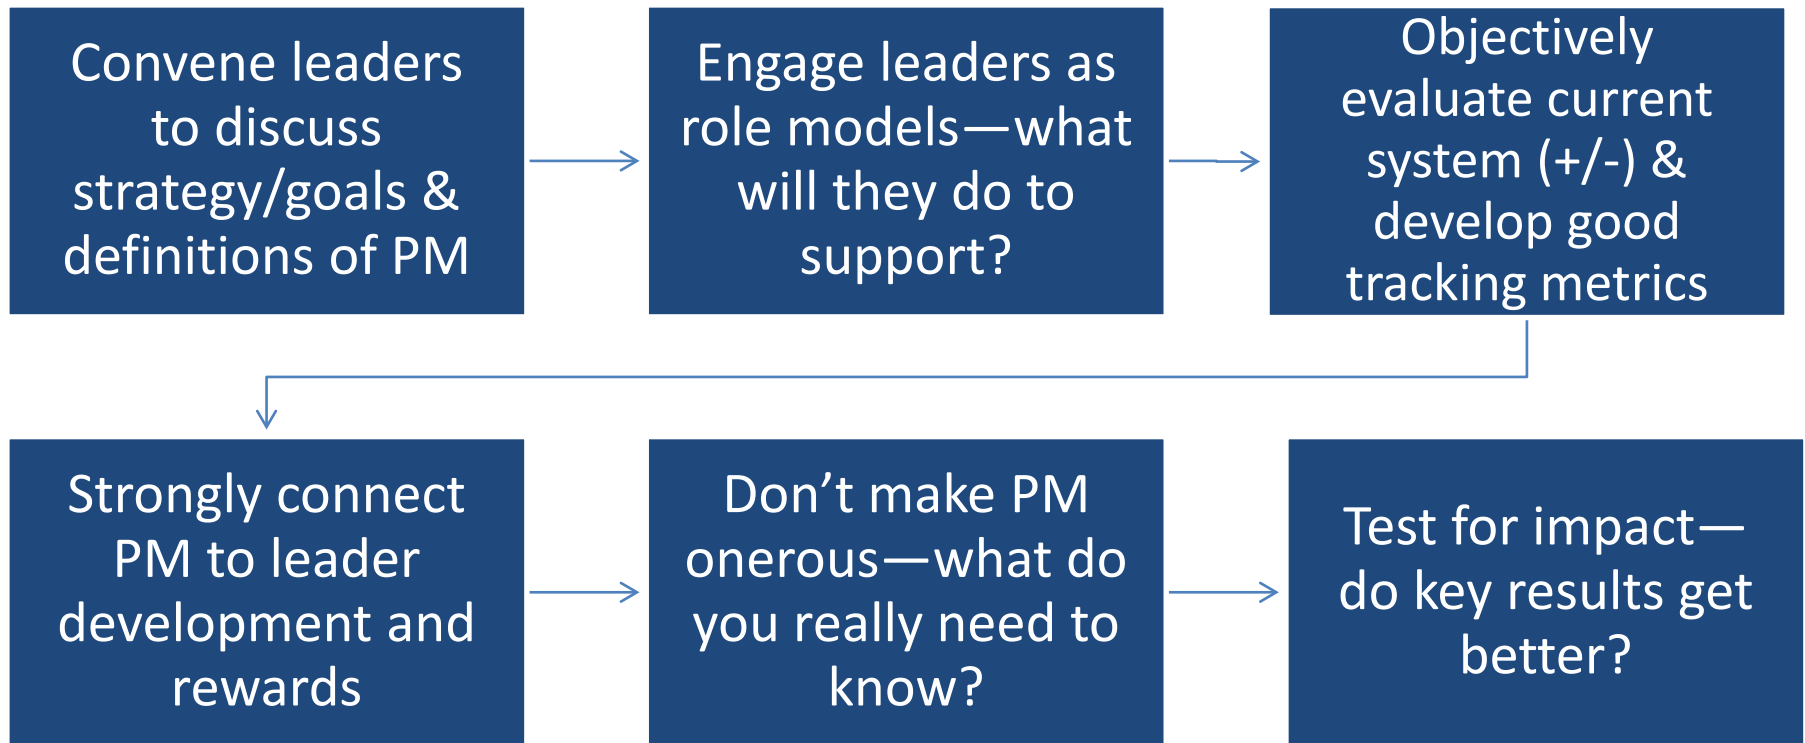 Convene leaders
to discuss
strategy/goals &
definitions of PM
Engage leaders as
role models—what
will they do to
support?
Objectively
evaluate current
system (+/-) &
develop good
tracking metrics
Strongly connect
PM to leader
development and
rewards
Don’t make PM
onerous—what do
you really need to
know?
Test for impact—
do key results get
better?